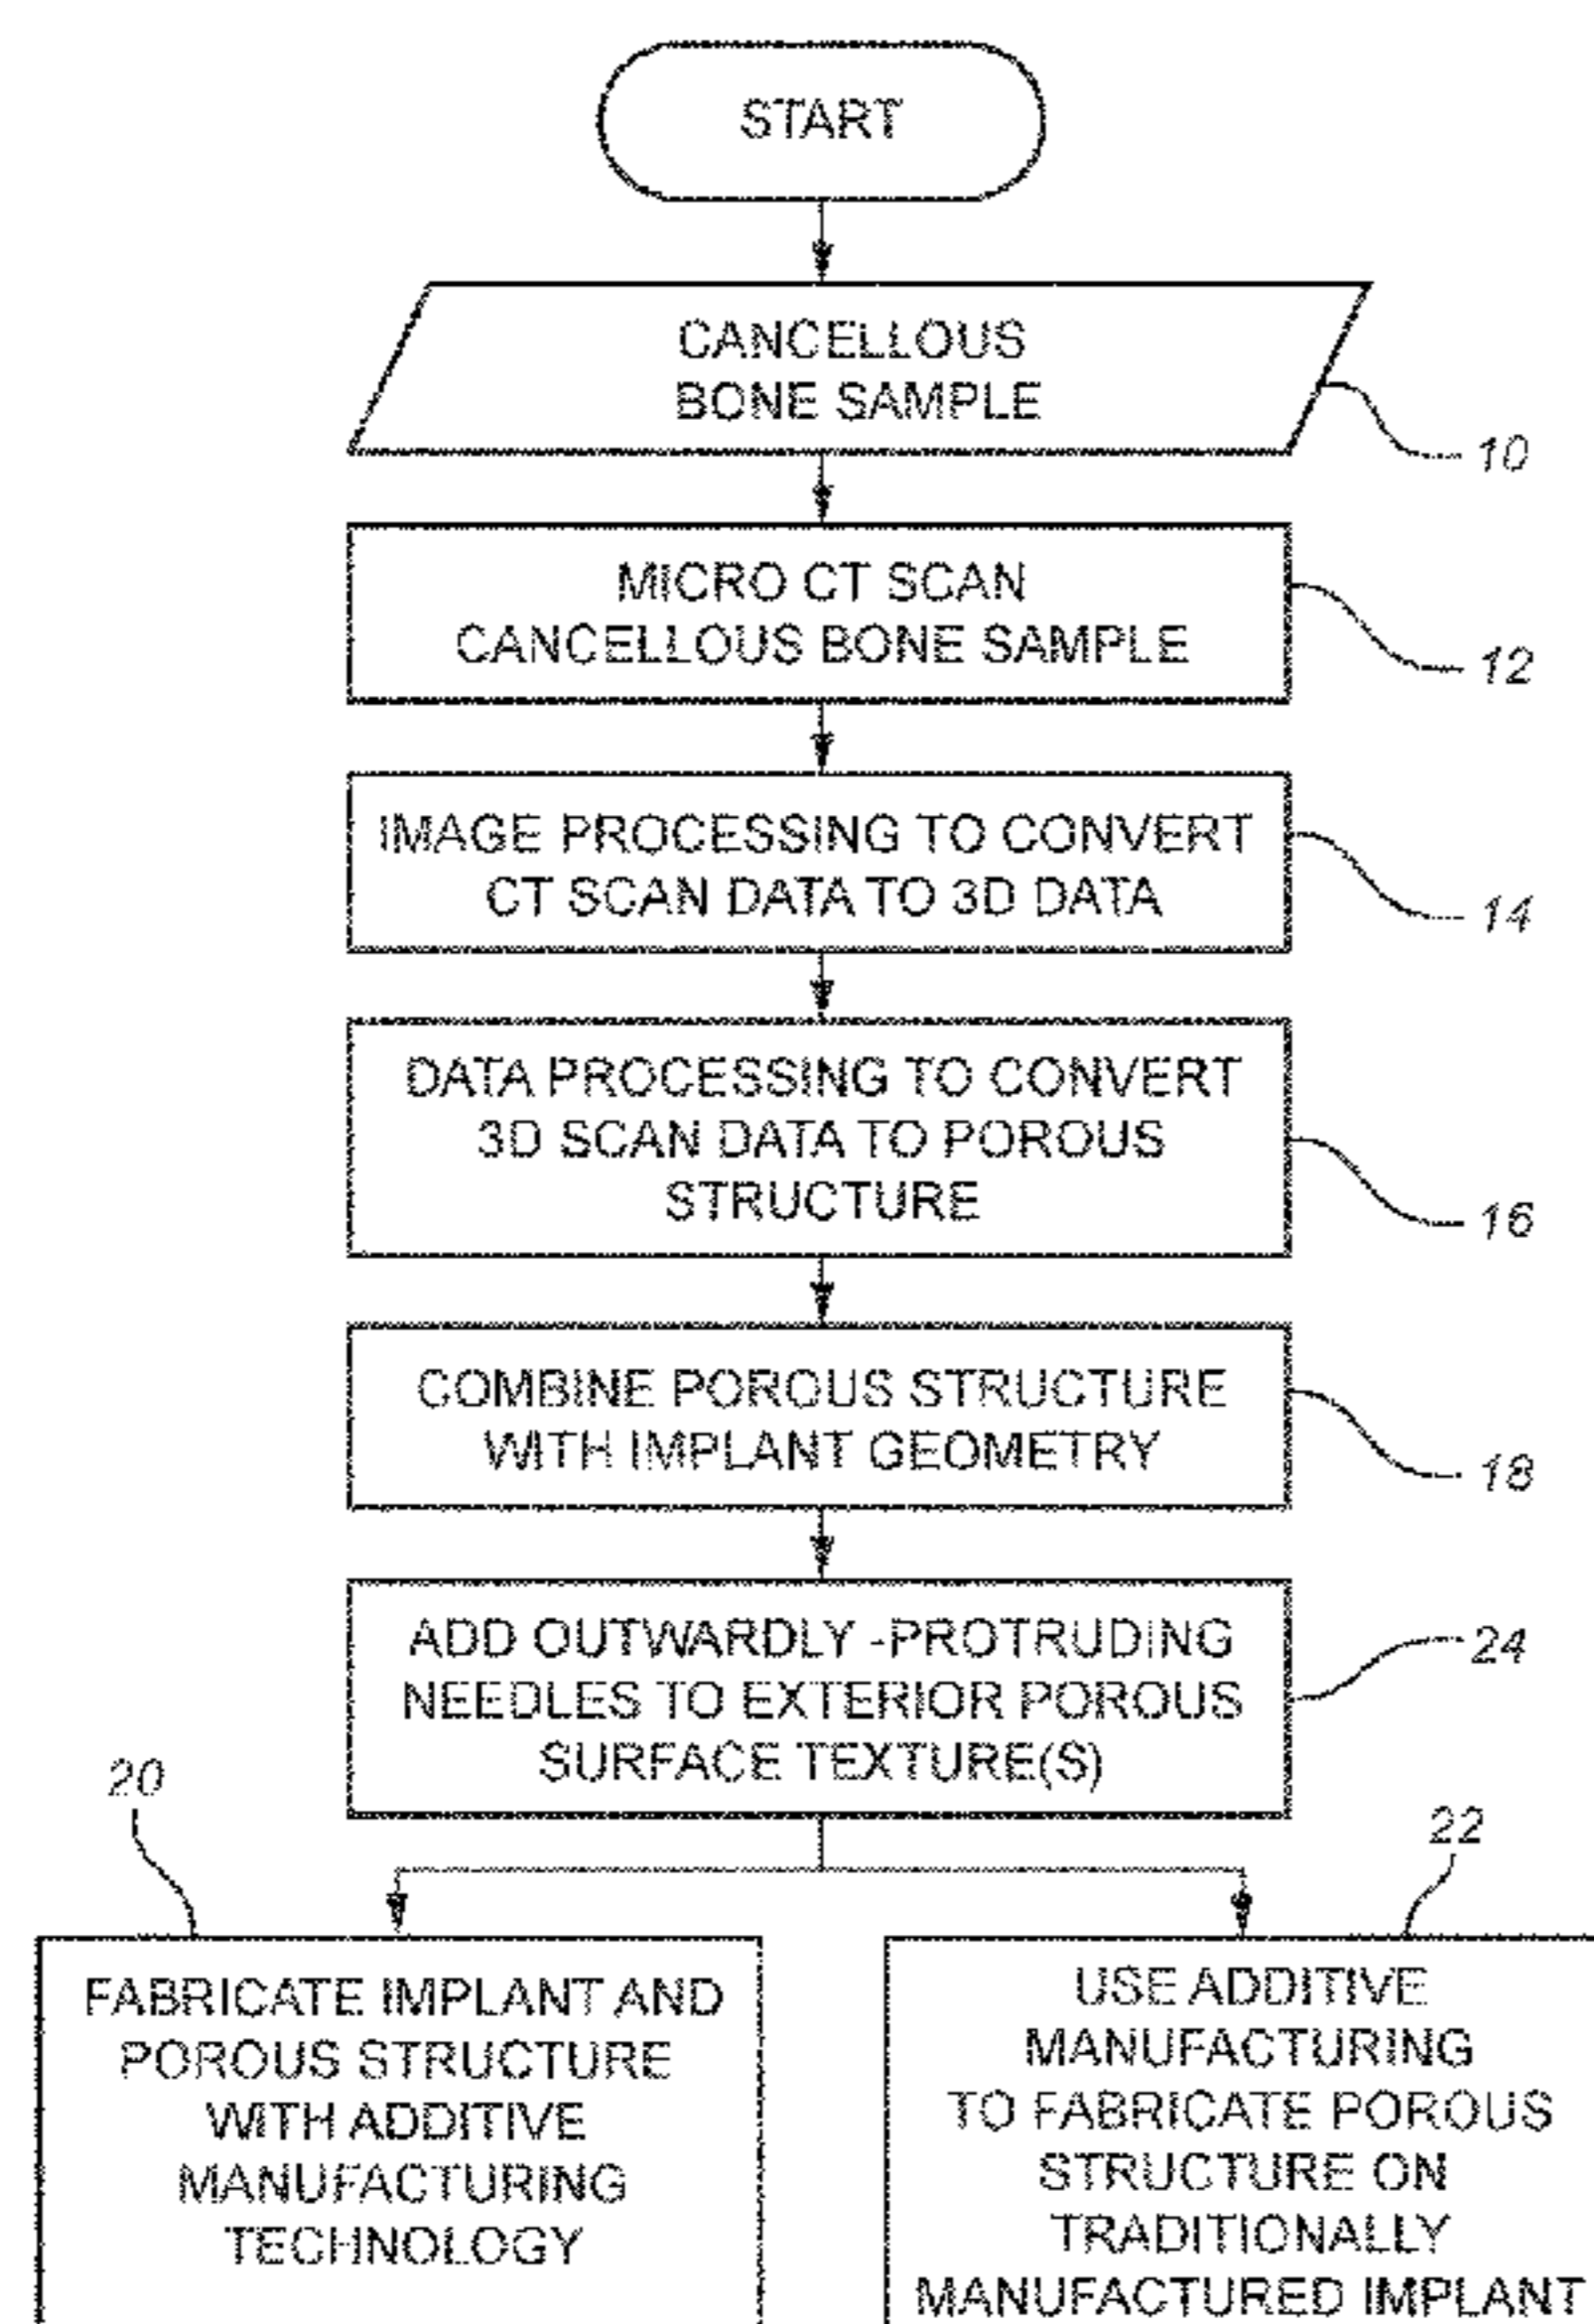 START
CANCELLOUS
BONE SAMPLE
10
MICRO CT SCAN
CANCELLOUS BONE SAMPLE
12
IMAGE PROCESSING TO CONVERT
CT SCAN DATA TO 3D DATA
14
DATA PROCESSING TO CONVERT
3D SCAN DATA TO POROUS
STRUCTURE
16
COMBINE POROUS STRUCTURE
WITH IMPLANT GEOMETRY
18
ADD OUTWARDLY -PROTRUDING
NEEDLES TO EXTERIOR POROUS
SURFACE TEXTURE(S)
24
20
FABRICATE IMPLANT AND
POROUS STRUCTURE
WITH ADDITIVE
MANUFACTURING
TECHNOLOGY
22
USE ADDITIVE
MANUFACTURING
TO FABRICATE POROUS
STRUCTURE ON
TRADITIONALLY
MANUFACTURED IMPLANT